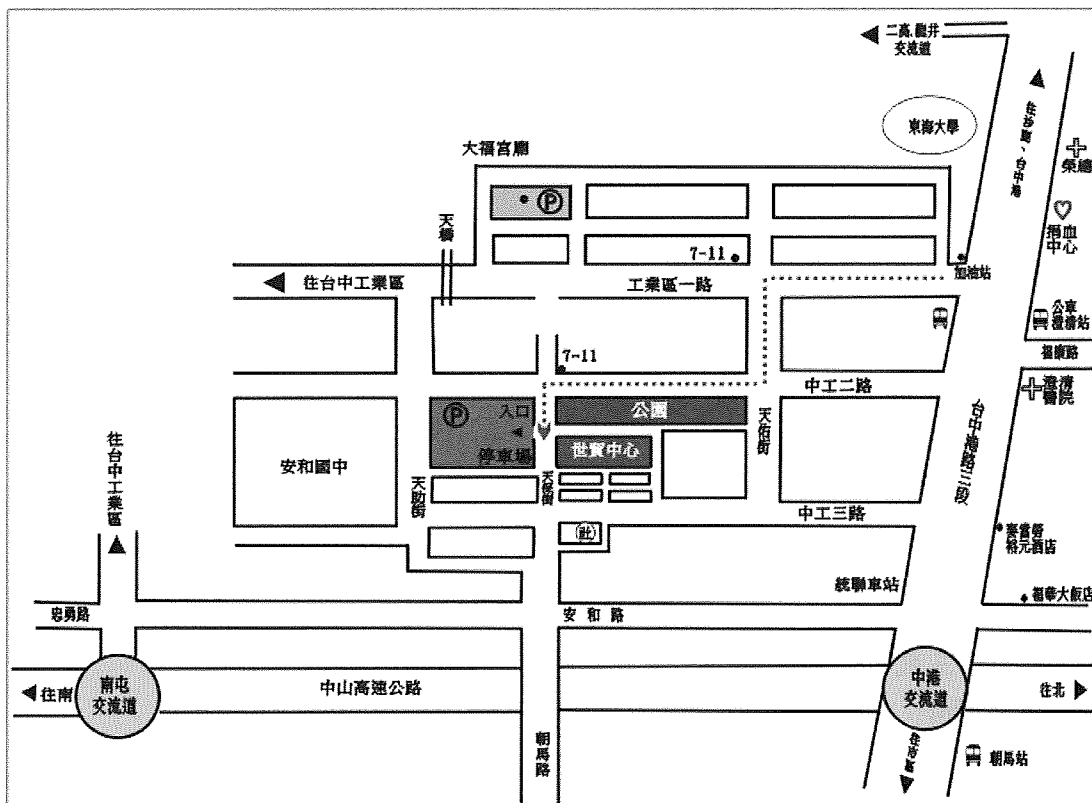 二高、龍井
交流道
東海大學
往台灣、台中港
榮總
捐血
中心
大福宮廟
P
天橋
7-11
加油站
往台中工業區
工業區一路
公車
澄清站
福康路
7-11
中工二路
澄清
醫院
P
入口
公園
天佑街
停車場
世貿中心
台中港路三段
往台中工業區
安和國中
天助街
天保街
中工三路
社
裕元酒店
統聯車站
福華大飯店
忠勇路
安和路
往南
南屯
交流道
中山高速公路
中港
交流道
往北
朝馬路
朝馬站